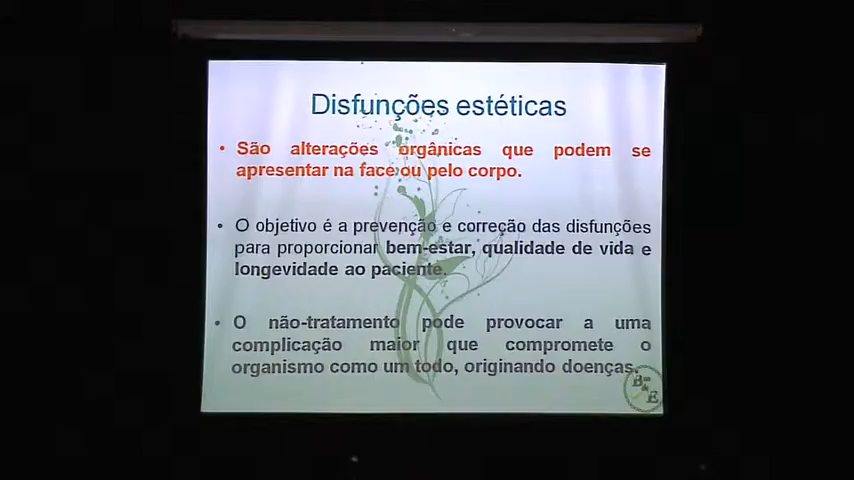 Disfunções estéticas
• São alterações orgânicas que podem se
apresentar na face ou pelo corpo.
• O objetivo é a prevenção e correção das disfunções
para proporcionar bem-estar, qualidade de vida e
longevidade ao paciente.
• O não-tratamento pode provocar a uma
complicação maior que compromete o
organismo como um todo, originando doenças.
B
E